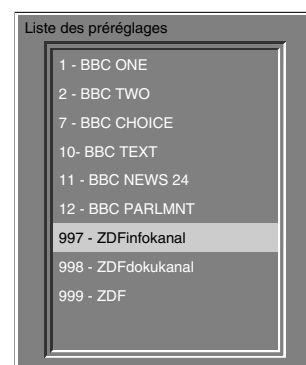 Liste des préréglages
1 - BBC ONE
2 - BBC TWO
7 - BBC CHOICE
10- BBC TEXT
11 - BBC NEWS 24
12 - BBC PARLMNT
997 - ZDFinfokanal
998 - ZDFdokukanal
999 - ZDF